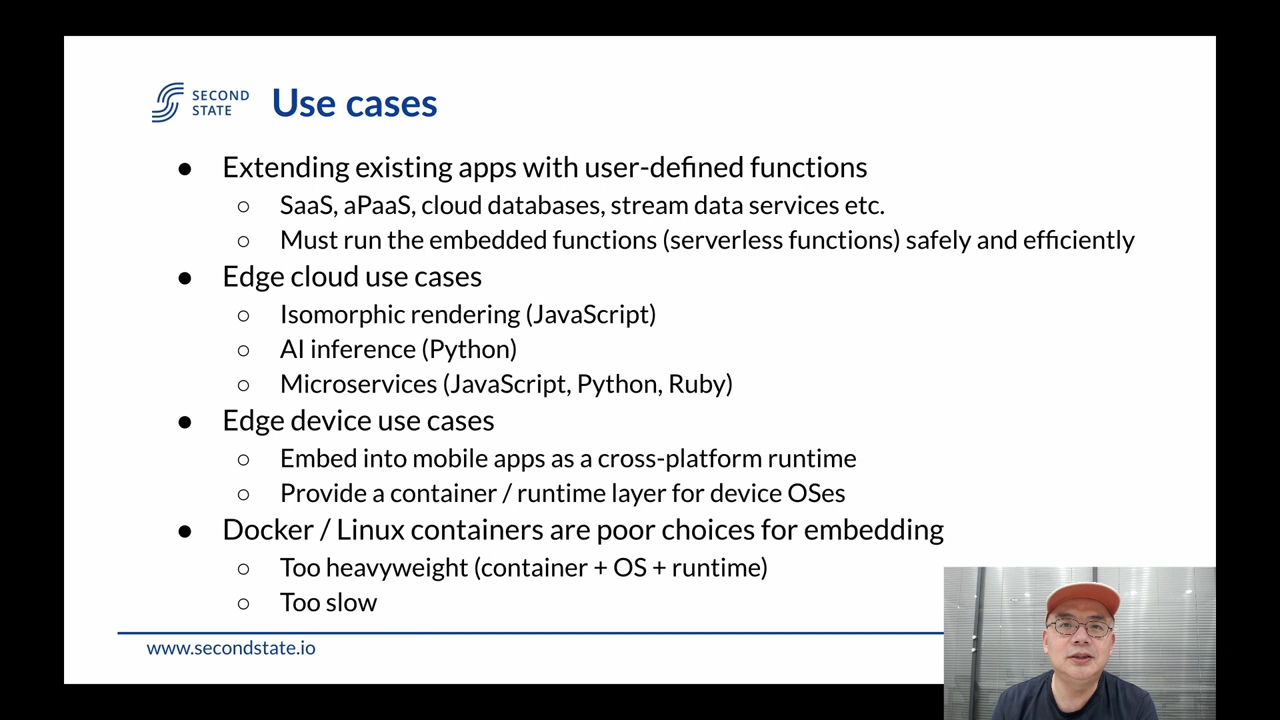 SECOND
STATE
Use cases
● Extending existing apps with user-defined functions
○ SaaS, aPaaS, cloud databases, stream data services etc.
○ Must run the embedded functions (serverless functions) safely and efficiently
● Edge cloud use cases
○ Isomorphic rendering (JavaScript)
○ AI inference (Python)
○ Microservices (JavaScript, Python, Ruby)
● Edge device use cases
○ Embed into mobile apps as a cross-platform runtime
○ Provide a container / runtime layer for device OSes
● Docker / Linux containers are poor choices for embedding
○ Too heavyweight (container + OS + runtime)
○ Too slow
www.secondstate.io